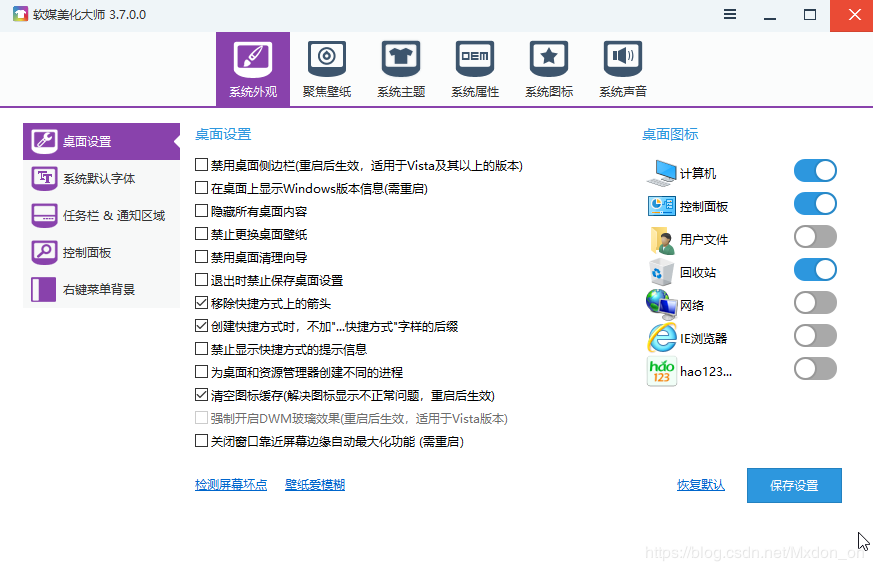 软媒美化大师 3.7.0.0
系统外观
聚焦壁纸
系统主题
OEM
系统属性
系统图标
系统声音
桌面设置
系统默认字体
任务栏 & 通知区域
控制面板
右键菜单背景
桌面设置
禁用桌面侧边栏(重启后生效，适用于Vista及其以上的版本)
在桌面上显示Windows版本信息(需重启)
隐藏所有桌面内容
禁止更换桌面壁纸
禁用桌面清理向导
退出时禁止保存桌面设置
移除快捷方式上的箭头
创建快捷方式时，不加"...快捷方式"字样的后缀
禁止显示快捷方式的提示信息
为桌面和资源管理器创建不同的进程
清空图标缓存(解决图标显示不正常问题，重启后生效)
强制开启DWM玻璃效果(重启后生效，适用于Vista版本)
关闭窗口靠近屏幕边缘自动最大化功能 (需重启)
桌面图标
计算机
控制面板
用户文件
回收站
网络
IE浏览器
hao
123
hao123...
检测屏幕坏点
壁纸爱模糊
恢复默认
保存设置
https://blog.csdn.net/Mxdon_on